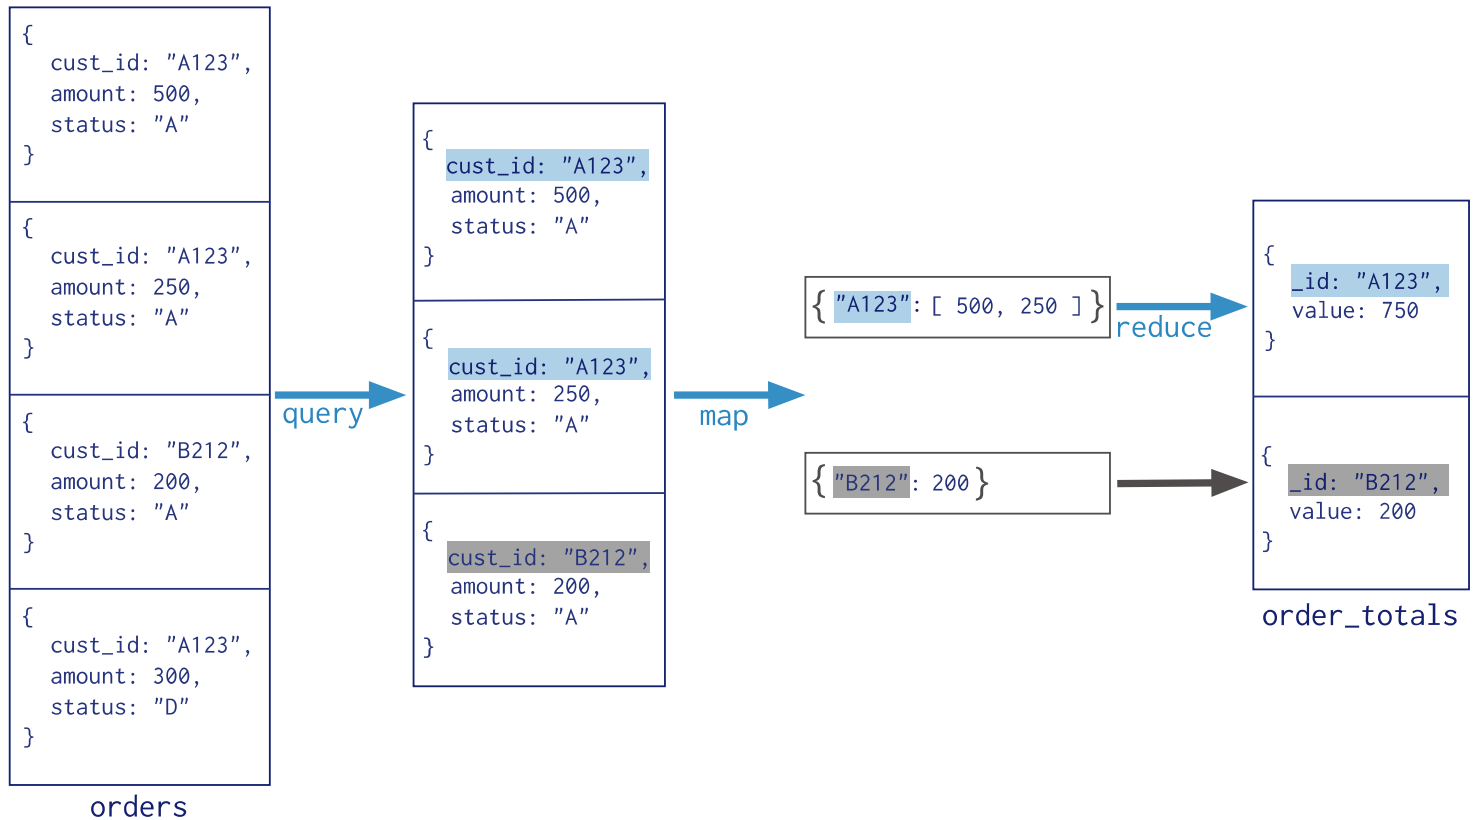 {
cust_id: "A123",
amount: 500,
status: "A"
}
{
cust_id: "A123",
amount: 250,
status: "A"
}
{
cust_id: "B212",
amount: 200,
status: "A"
}
{
cust_id: "A123",
amount: 300,
status: "D"
}
orders
query
{
cust_id: "A123",
amount: 500,
status: "A"
}
{
cust_id: "A123",
amount: 250,
status: "A"
}
{
cust_id: "B212",
amount: 200,
status: "A"
}
map
{ "A123": [ 500, 250 ] }
{ "B212": 200 }
reduce
{
_id: "A123",
value: 750
}
{
_id: "B212",
value: 200
}
order_totals